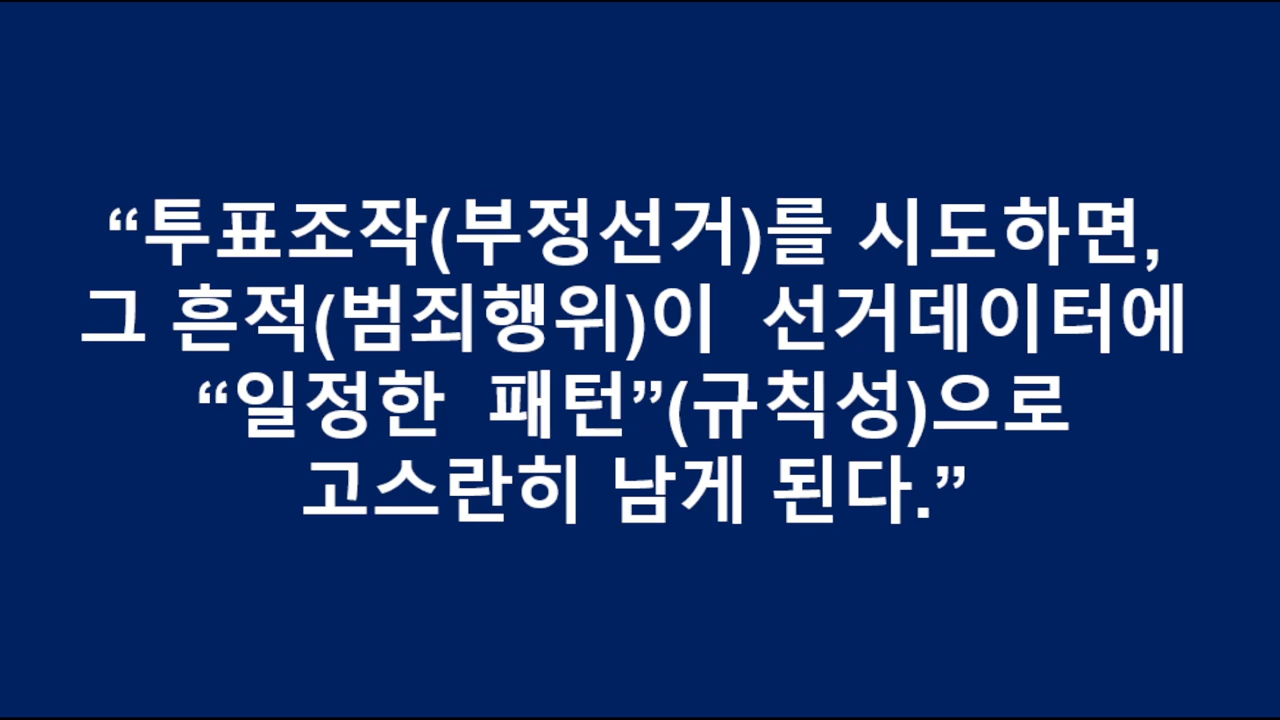 “투표조작(부정선거)를 시도하면,
그 흔적(범죄행위)이 선거데이터에
“일정한 패턴”(규칙성)으로
고스란히 남게 된다.”